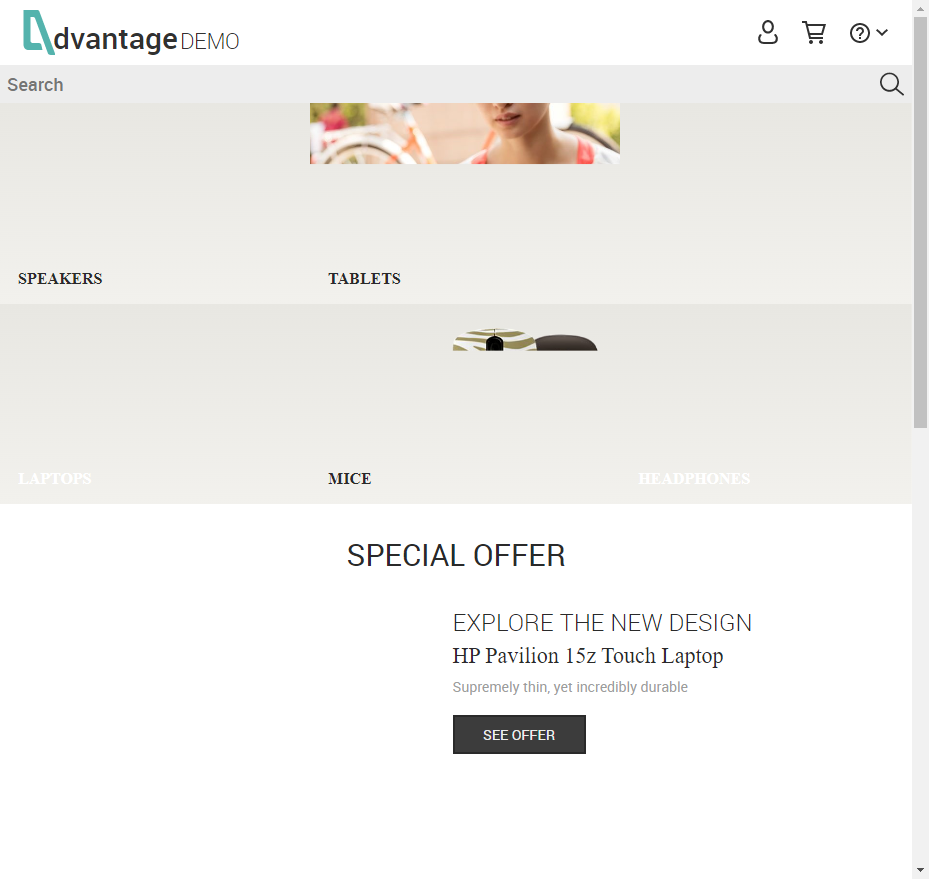 dvantage DEMO
Search
SPEAKERS
TABLETS
LAPTOPS
MICE
HEADPHONES
SPECIAL OFFER
EXPLORE THE NEW DESIGN
HP Pavilion 15z Touch Laptop
Supremely thin, yet incredibly durable
SEE OFFER